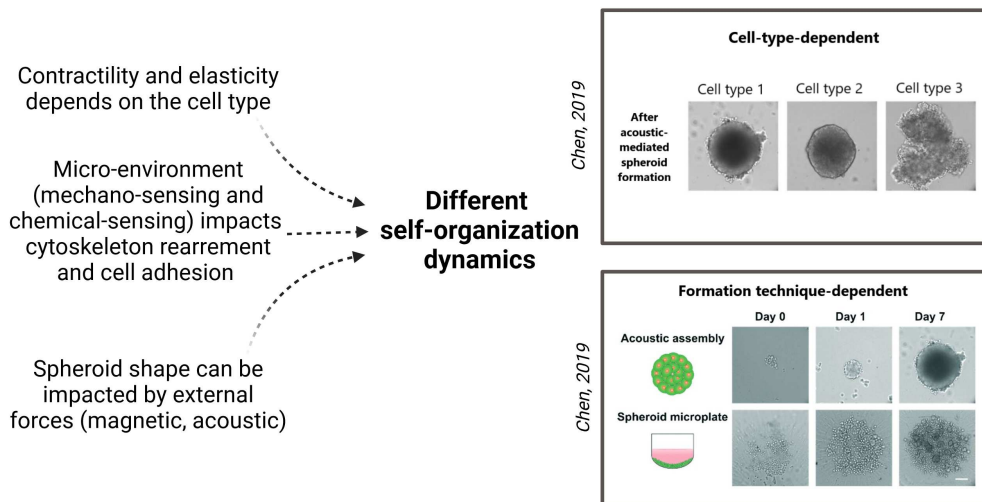 Contractility and elasticity
depends on the cell type
Micro-environment
(mechano-sensing and
chemical-sensing) impacts
cytoskeleton rearrement
and cell adhesion
Spheroid shape can be
impacted by external
forces (magnetic, acoustic)
Different
self-organization
dynamics
Chen, 2019
Cell-type-dependent
Cell type 1
Cell type 2
Cell type 3
After
acoustic-
mediated
spheroid
formation
Chen, 2019
Formation technique-dependent
Day 0
Day 1
Day 7
Acoustic assembly
Spheroid microplate